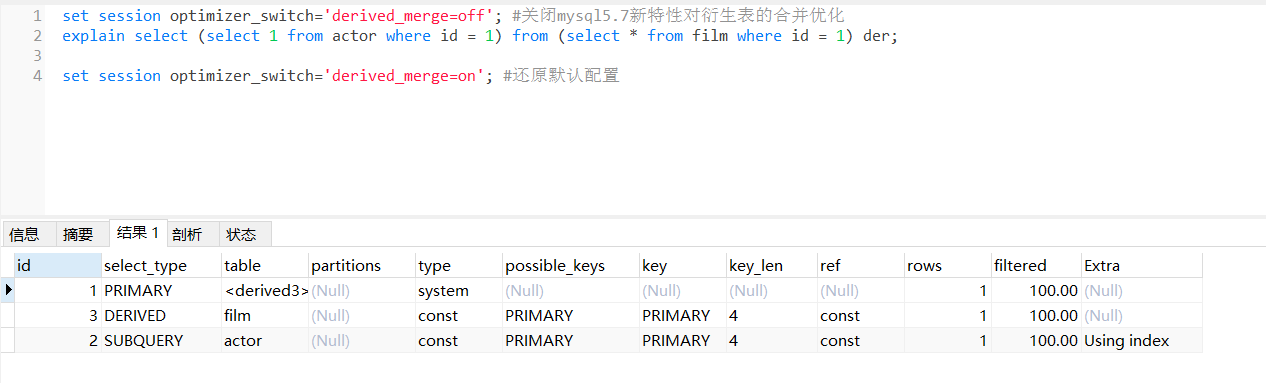 1 set session optimizer_switch='derived_merge=off'; #关闭mysql5.7新特性对衍生表的合并优化
2 explain select (select 1 from actor where id = 1) from (select * from film where id = 1) der;
3
4 set session optimizer_switch='derived_merge=on'; #还原默认配置
信息 摘要 结果 1 剖析 状态
id select_type table partitions type possible_keys key key_len ref rows filtered Extra
1 PRIMARY <derived3> (Null) system (Null) (Null) (Null) (Null) 1 100.00 (Null)
3 DERIVED film (Null) const PRIMARY PRIMARY 4 const 1 100.00 (Null)
2 SUBQUERY actor (Null) const PRIMARY PRIMARY 4 const 1 100.00 Using index